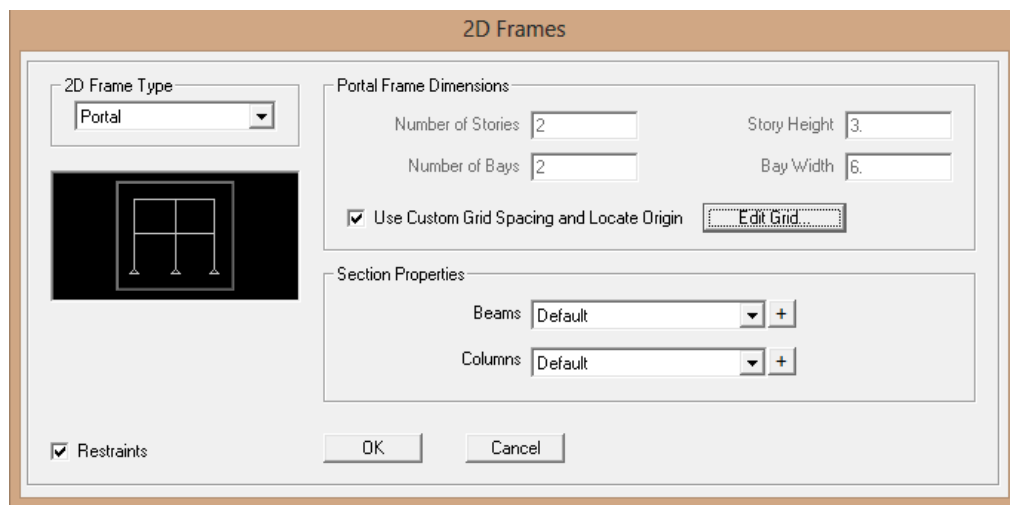 2D Frames
2D Frame Type
Portal
Portal Frame Dimensions
Number of Stories 2 Story Height 3.
Number of Bays 2 Bay Width 6.
Use Custom Grid Spacing and Locate Origin Edit Grid...
Section Properties
Beams Default +
Columns Default +
Restraints OK Cancel